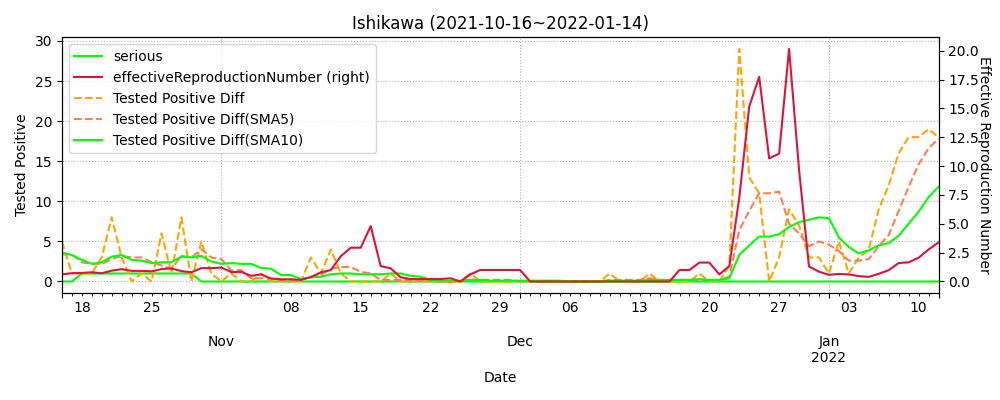 Ishikawa (2021-10-16~2022-01-14)
serious
effectiveReproductionNumber (right)
Tested Positive Diff
Tested Positive Diff(SMA5)
Tested Positive Diff(SMA10)
Tested Positive
30
25
20
15
10
5
0
20.0
17.5
15.0
12.5
10.0
7.5
5.0
2.5
0.0
Effective Reproduction Number
18 25 08 15 22 29 06 13 20 27 03 10
Nov Dec Jan
2022
Date